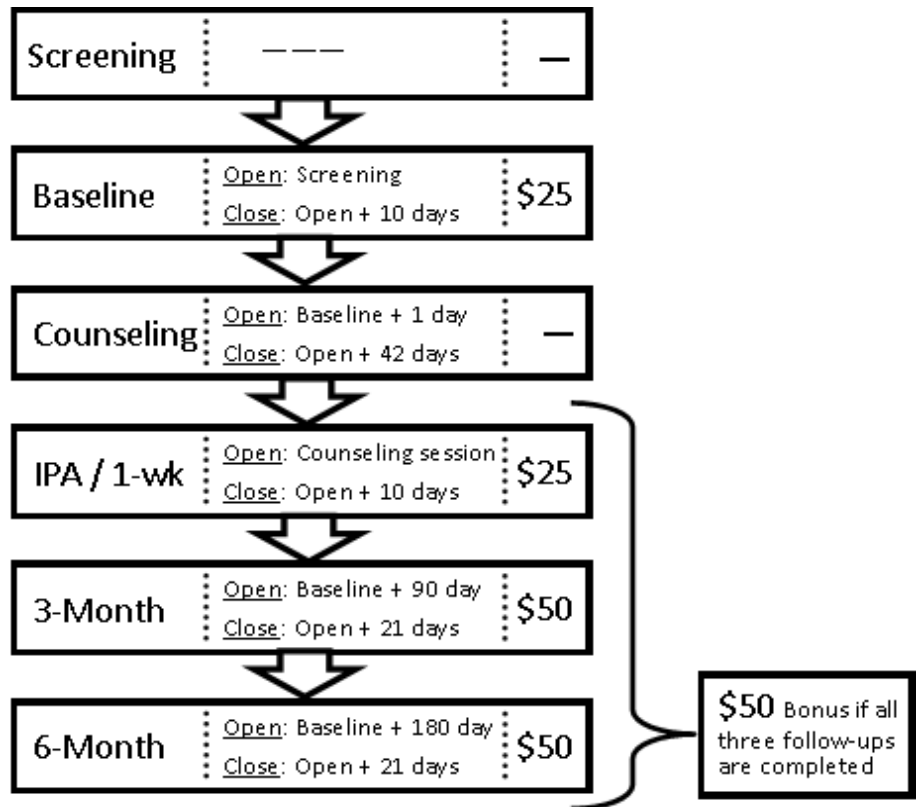 Screening — — — —
Baseline Open: Screening $25
Close: Open + 10 days
Counseling Open: Baseline + 1 day —
Close: Open + 42 days
IPA / 1-wk Open: Counseling session $25
Close: Open + 10 days
3-Month Open: Baseline + 90 day $50
Close: Open + 21 days
6-Month Open: Baseline + 180 day $50
Close: Open + 21 days
$50 Bonus if all
three follow-ups
are completed